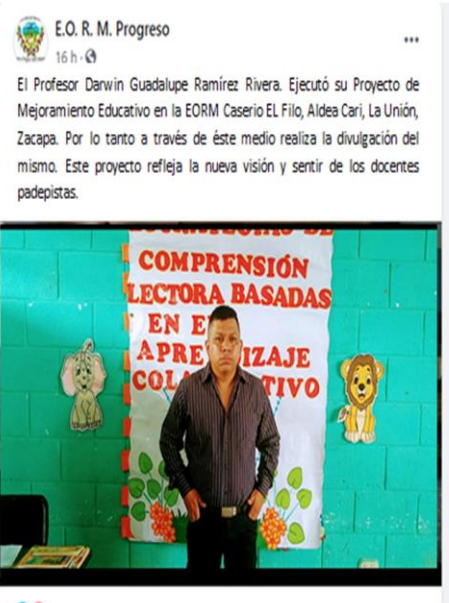 E.O. R. M. Progreso
16 h
El Profesor Darwin Guadalupe Ramírez Rivera. Ejecutó su Proyecto de
Mejoramiento Educativo en la EORM Caserio EL Filo, Aldea Cari, La Unión,
Zacapa. Por lo tanto a través de éste medio realiza la divulgación del
mismo. Este proyecto refleja la nueva visión y sentir de los docentes
padepistas.
COMPRENSIÓN
LECTORA BASADAS
EN E
APRE IZAJE
COLA TIVO